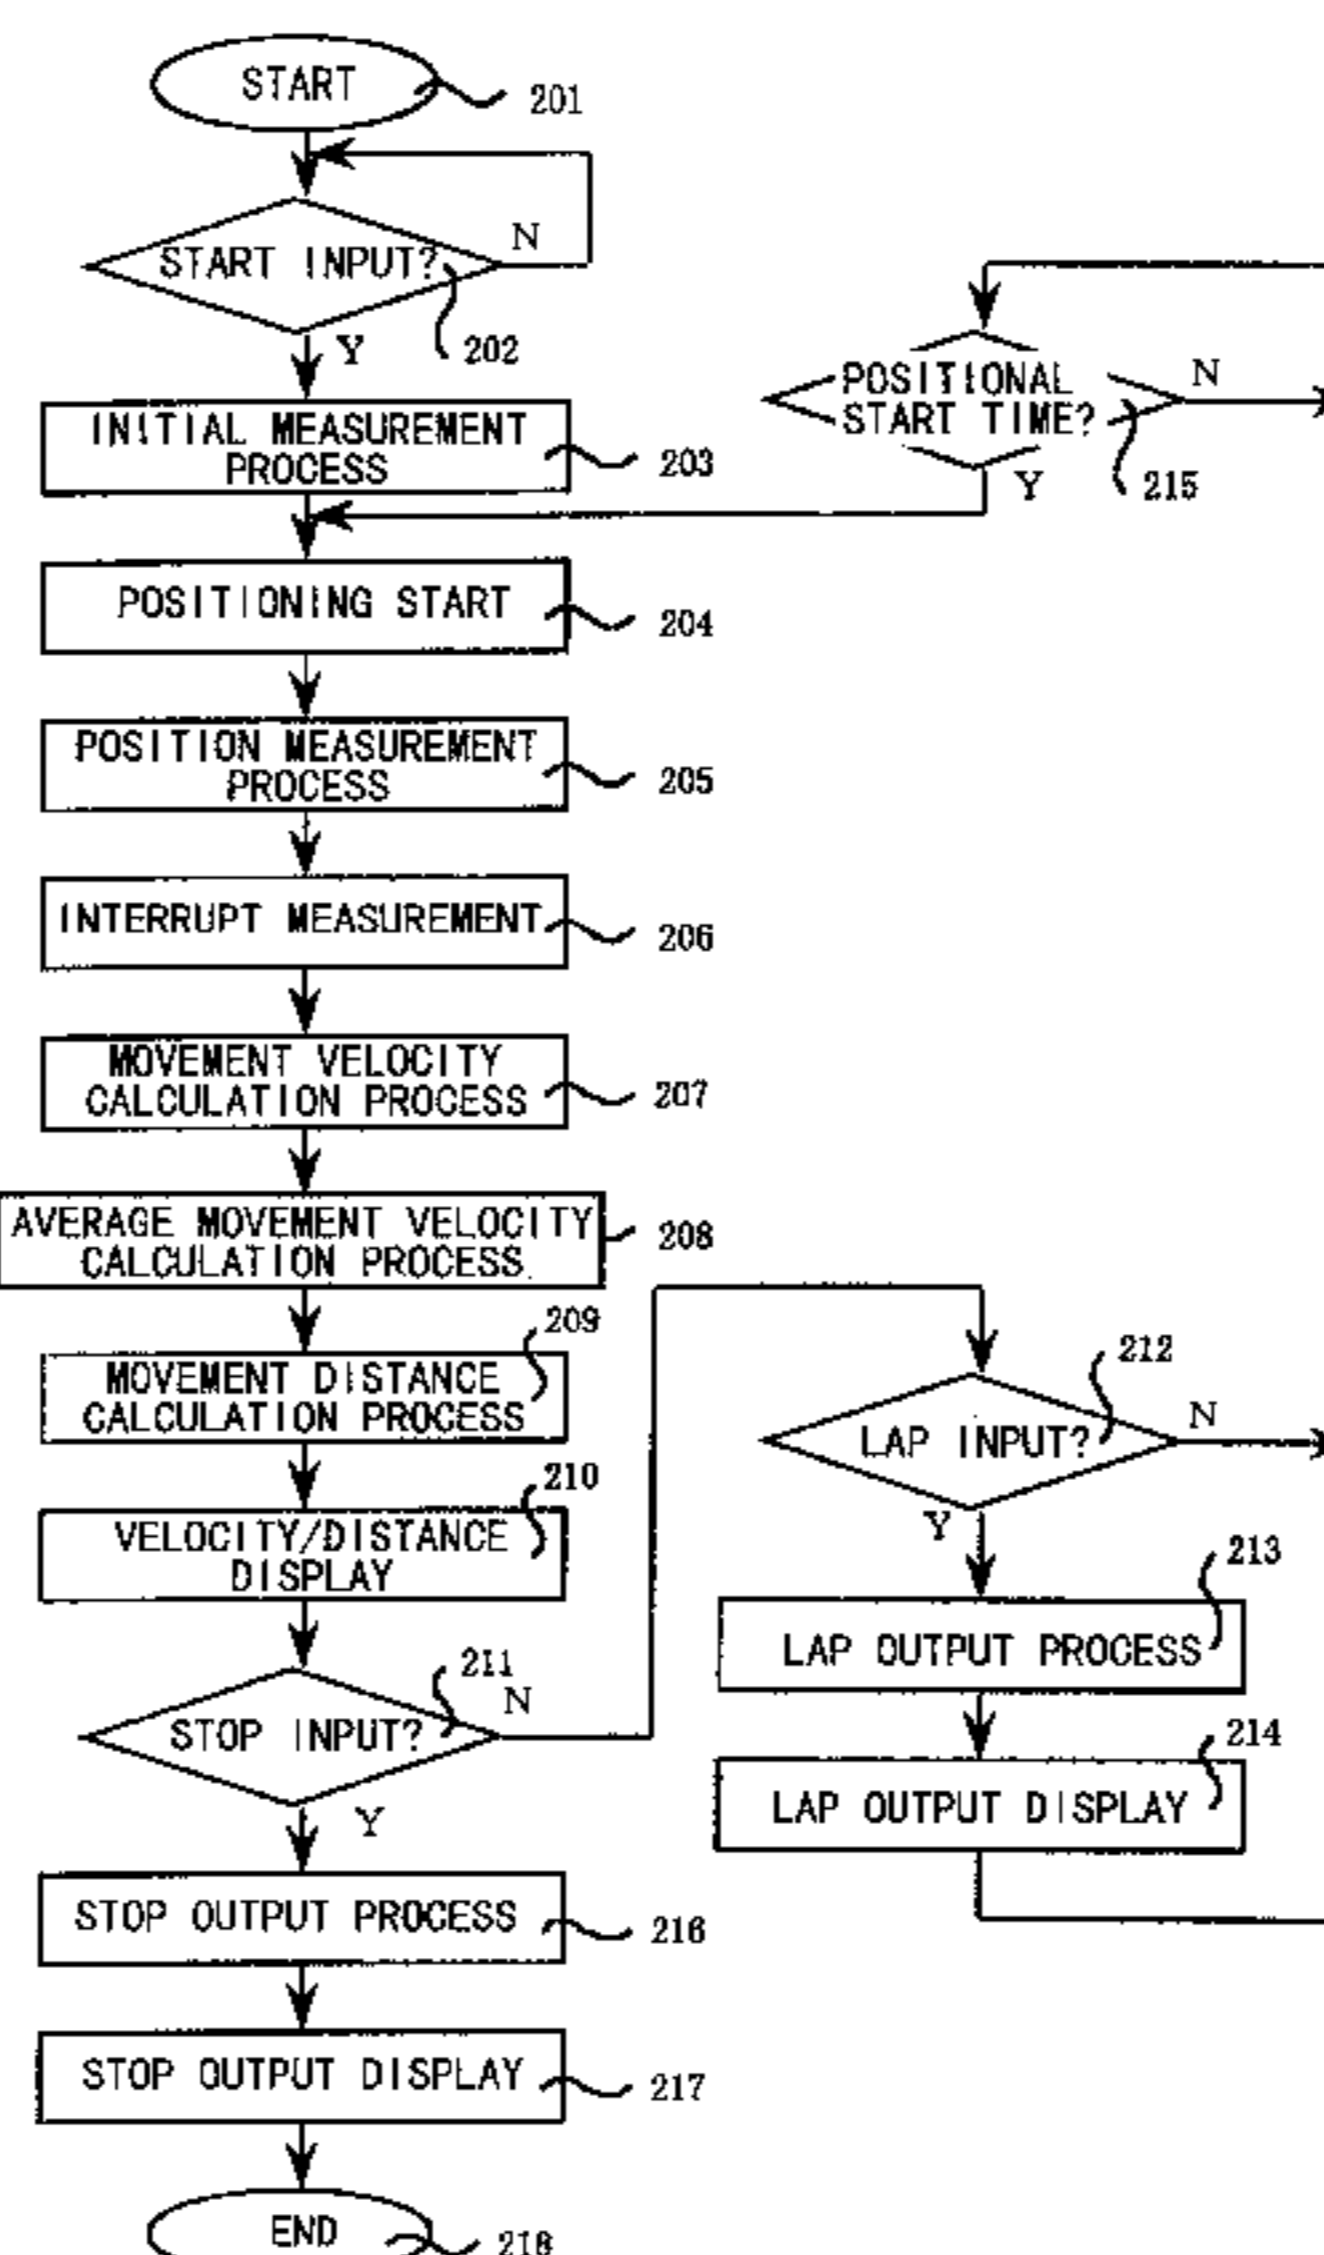 START
201
START INPUT?
N
202
Y
INITIAL MEASUREMENT
PROCESS
203
POSITIONAL
START TIME?
N
215
Y
POSITIONING START
204
POSITION MEASUREMENT
PROCESS
205
INTERRUPT MEASUREMENT
206
MOVEMENT VELOCITY
CALCULATION PROCESS
207
AVERAGE MOVEMENT VELOCITY
CALCULATION PROCESS
208
209
MOVEMENT DISTANCE
CALCULATION PROCESS
210
VELOCITY/DISTANCE
DISPLAY
211
STOP INPUT?
N
Y
212
LAP INPUT?
N
Y
213
LAP OUTPUT PROCESS
214
LAP OUTPUT DISPLAY
STOP OUTPUT PROCESS
216
STOP OUTPUT DISPLAY
217
END
218